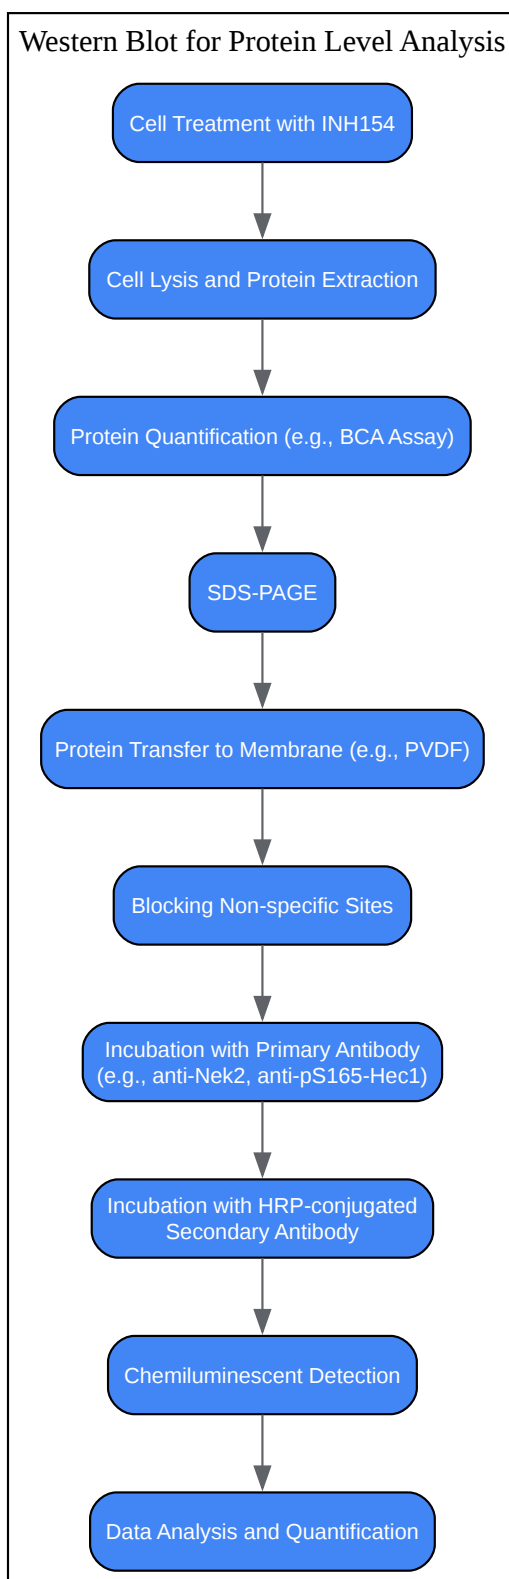 Western Blot for Protein Level Analysis
Cell Treatment with INH154
Cell Lysis and Protein Extraction
Protein Quantification (e.g., BCA Assay)
SDS-PAGE
Protein Transfer to Membrane (e.g., PVDF)
Blocking Non-specific Sites
Incubation with Primary Antibody
(e.g., anti-Nek2, anti-pS165-Hec1)
Incubation with HRP-conjugated
Secondary Antibody
Chemiluminescent Detection
Data Analysis and Quantification